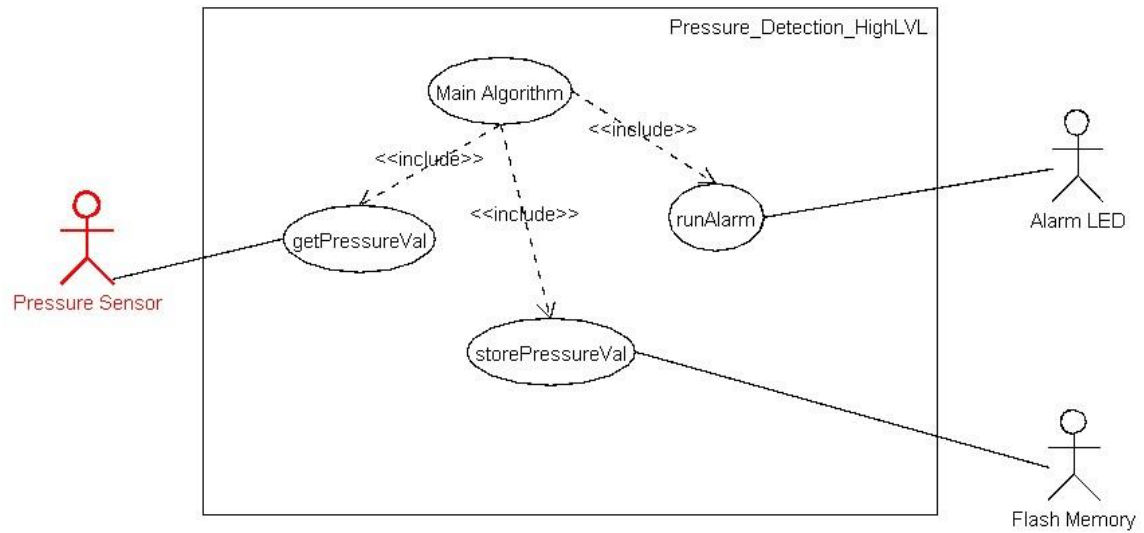 Pressure_Detection_HighLVL
Main Algorithm
<<include>>
<<include>>
<<include>>
getPressureVal
runAlarm
Alarm LED
Pressure Sensor
storePressureVal
Flash Memory